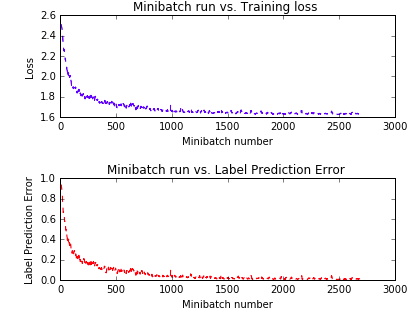 Minibatch run vs. Training loss
2.6
2.4
2.2
2.0
1.8
1.6
Loss
0 500 1000 1500 2000 2500 3000
Minibatch number
Minibatch run vs. Label Prediction Error
1.0
0.8
0.6
0.4
0.2
0.0
Label Prediction Error
0 500 1000 1500 2000 2500 3000
Minibatch number